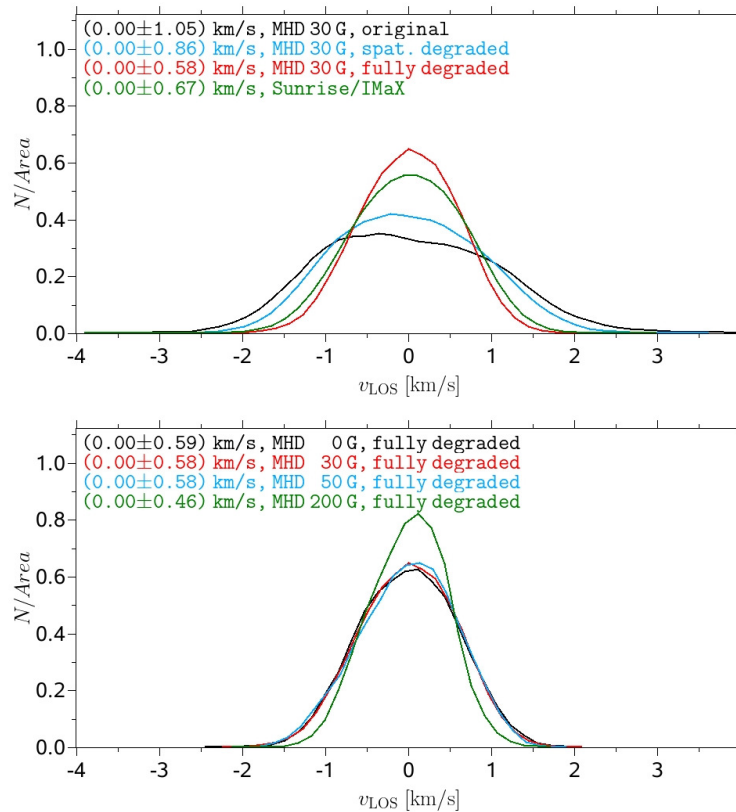 (0.00±1.05) km/s, MHD 30 G, original
(0.00±0.86) km/s, MHD 30 G, spat. degraded
(0.00±0.58) km/s, MHD 30 G, fully degraded
(0.00±0.67) km/s, Sunrise/IMaX
1.0
0.8
0.6
0.4
0.2
0.0
N/Area
-4 -3 -2 -1 0 1 2 3
v_LOS [km/s]
(0.00±0.59) km/s, MHD 0 G, fully degraded
(0.00±0.58) km/s, MHD 30 G, fully degraded
(0.00±0.58) km/s, MHD 50 G, fully degraded
(0.00±0.46) km/s, MHD 200 G, fully degraded
1.0
0.8
0.6
0.4
0.2
0.0
N/Area
-4 -3 -2 -1 0 1 2 3
v_LOS [km/s]